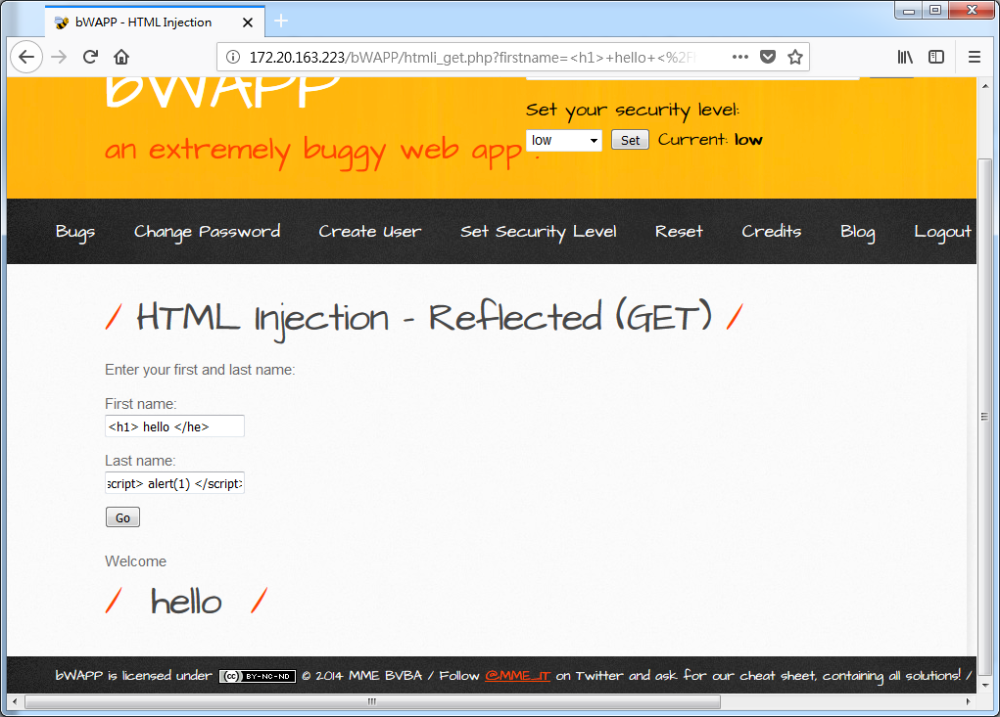 bWAPP - HTML Injection
172.20.163.223/bWAPP/htmli_get.php?firstname=<h1>+hello+<%2F
bWAPP
an extremely buggy web app !
Set your security level:
low Set Current: low
Bugs Change Password Create User Set Security Level Reset Credits Blog Logout
/ HTML Injection - Reflected (GET) /
Enter your first and last name:
First name:
<h1> hello </he>
Last name:
script> alert(1) </script>
Go
Welcome
/ hello /
bWAPP is licensed under (cc) BY-NC-ND © 2014 MME BVBA / Follow @MME_IT on Twitter and ask for our cheat sheet, containing all solutions! /